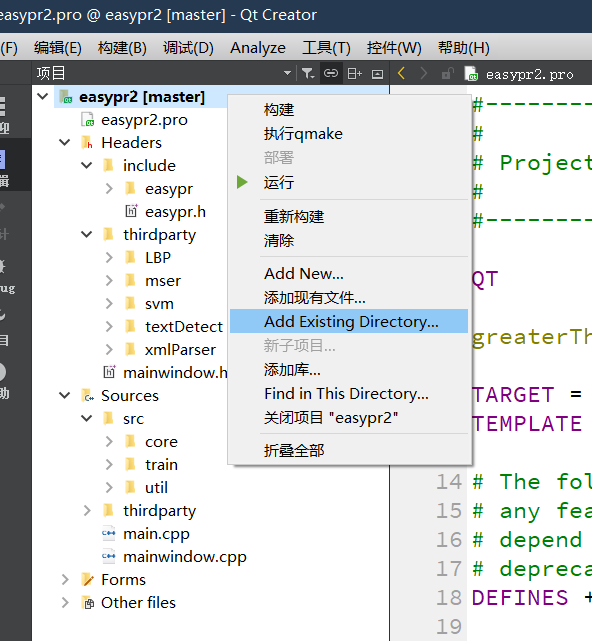 easypr2.pro @ easypr2 [master] - Qt Creator
(F) 编辑(E) 构建(B) 调试(D) Analyze 工具(T) 控件(W) 帮助(H)
项目
easypr2.pro
easypr2 [master]
easypr2.pro
Headers
include
easypr
easypr.h
thirdparty
LBP
mser
svm
textDetect
xmlParser
mainwindow.h
Sources
src
core
train
util
thirdparty
main.cpp
mainwindow.cpp
Forms
Other files
构建
执行qmake
部署
运行
重新构建
清除
Add New...
添加现有文件...
Add Existing Directory...
新子项目...
添加库...
Find in This Directory...
关闭项目 "easypr2"
折叠全部
#--------
#
# Project
#
#--------
QT
greaterTh
TARGET =
TEMPLATE
14 # The fol
15 # any fea
16 # depend
17 # depreca
18 DEFINES +
19